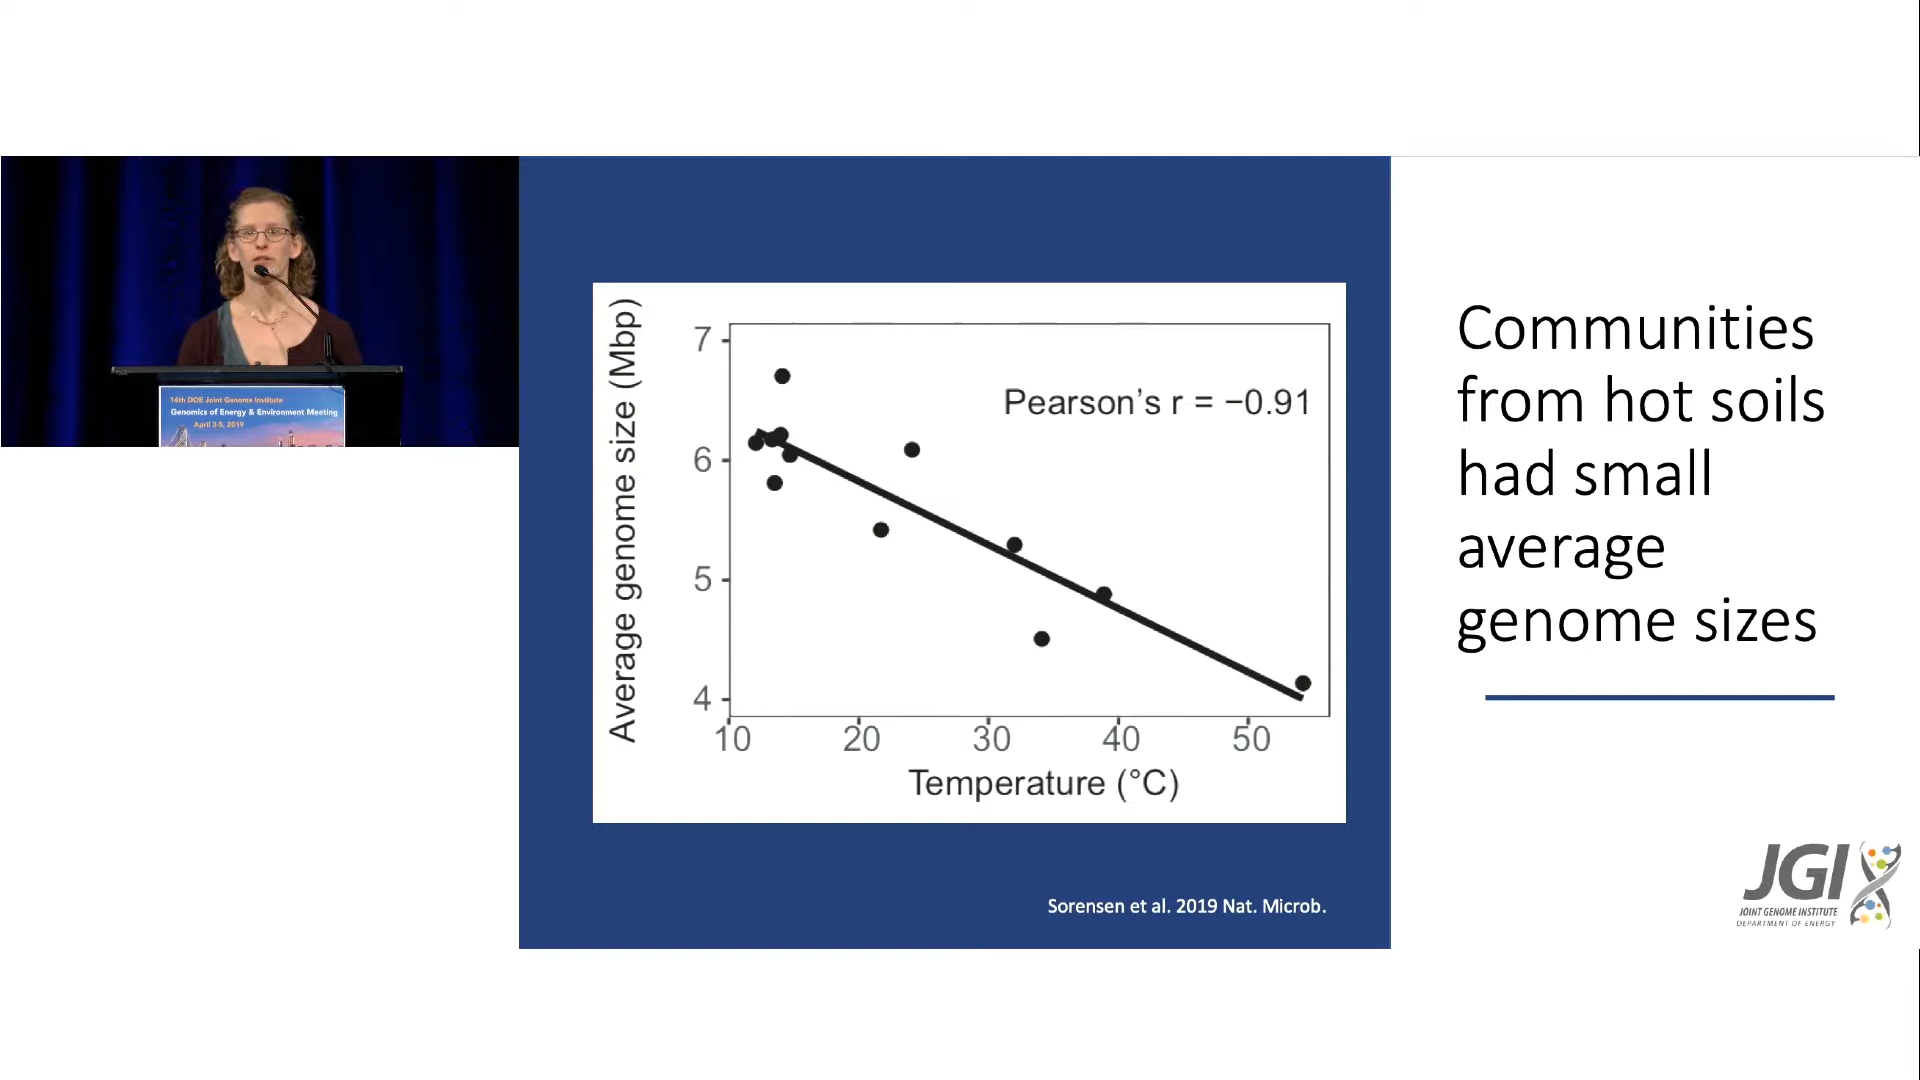 14th DOE Joint Genome Institute
Genomics of Energy & Environment Meeting
April 3-5, 2019
Average genome size (Mbp)
7
6
5
4
Pearson's r = −0.91
10 20 30 40 50
Temperature (°C)
Sorensen et al. 2019 Nat. Microb.
Communities
from hot soils
had small
average
genome sizes
JGI
JOINT GENOME INSTITUTE
DEPARTMENT OF ENERGY